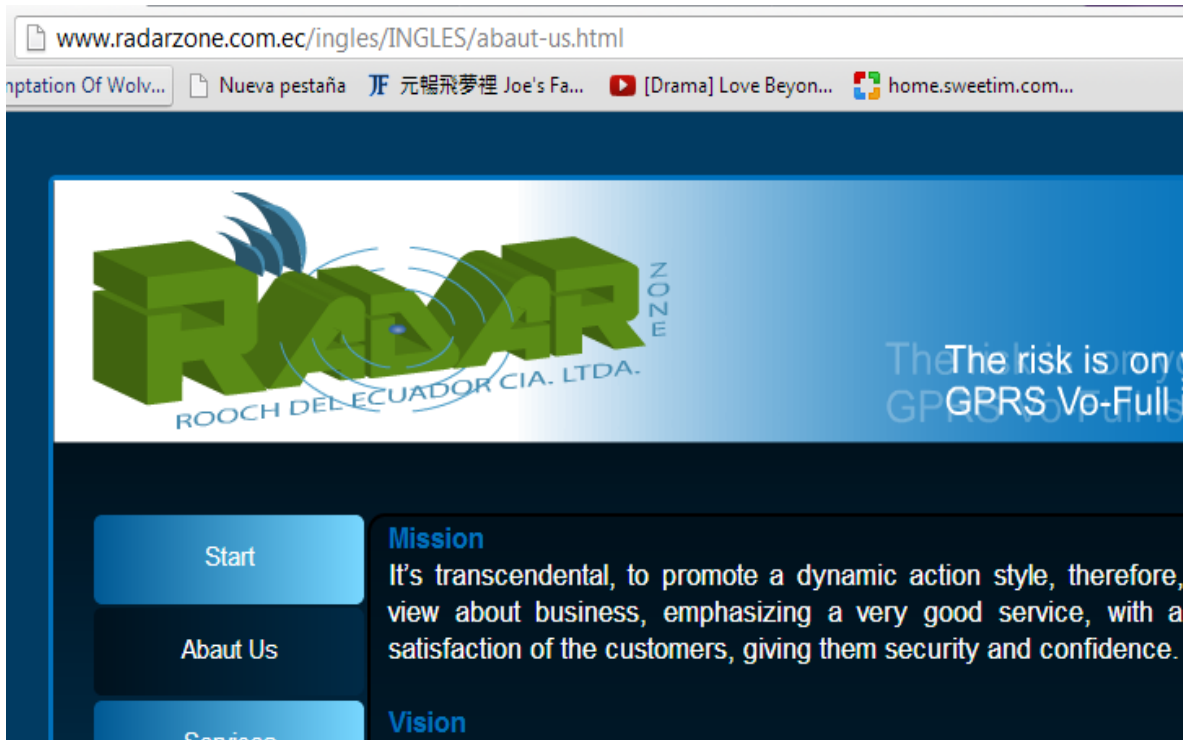 www.radarzone.com.ec/ingles/INGLES/abaut-us.html
nptation Of Wolv... Nueva pestaña JF 元暘飛夢裡 Joe's Fa... [Drama] Love Beyon... home.sweetim.com...
RADAR
ZONE
ROOCH DEL ECUADOR CIA. LTDA.
The risk is on
GPRS Vo-Full
Start
Abaut Us
Services
Mission
It's transcendental, to promote a dynamic action style, therefore,
view about business, emphasizing a very good service, with a
satisfaction of the customers, giving them security and confidence.
Vision